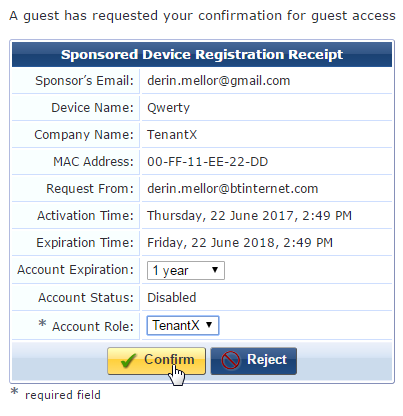 A guest has requested your confirmation for guest access
Sponsored Device Registration Receipt
Sponsor's Email: derin.mellor@gmail.com
Device Name: Qwerty
Company Name: TenantX
MAC Address: 00-FF-11-EE-22-DD
Request From: derin.mellor@btinternet.com
Activation Time: Thursday, 22 June 2017, 2:49 PM
Expiration Time: Friday, 22 June 2018, 2:49 PM
Account Expiration: 1 year
Account Status: Disabled
* Account Role: TenantX
Confirm Reject
* required field